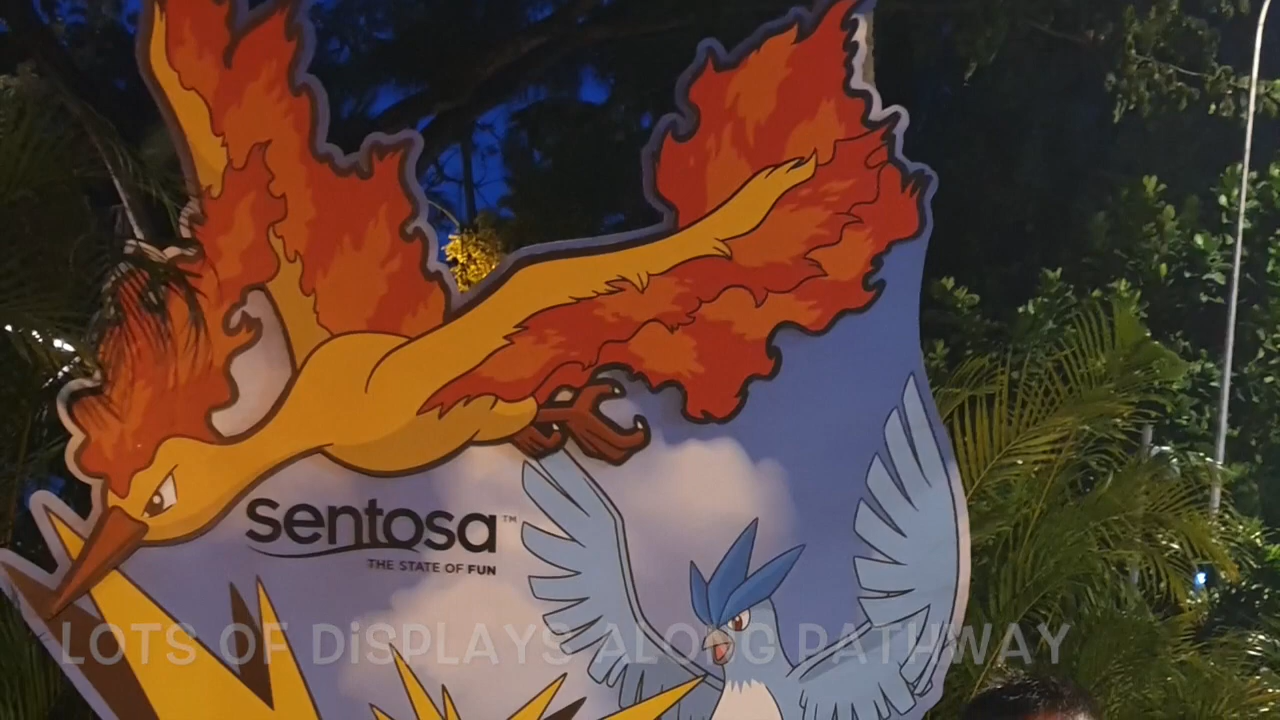 Sentosa™
THE STATE OF FUN
LOTS OF DiSPLAYS ALONG PATHWAY